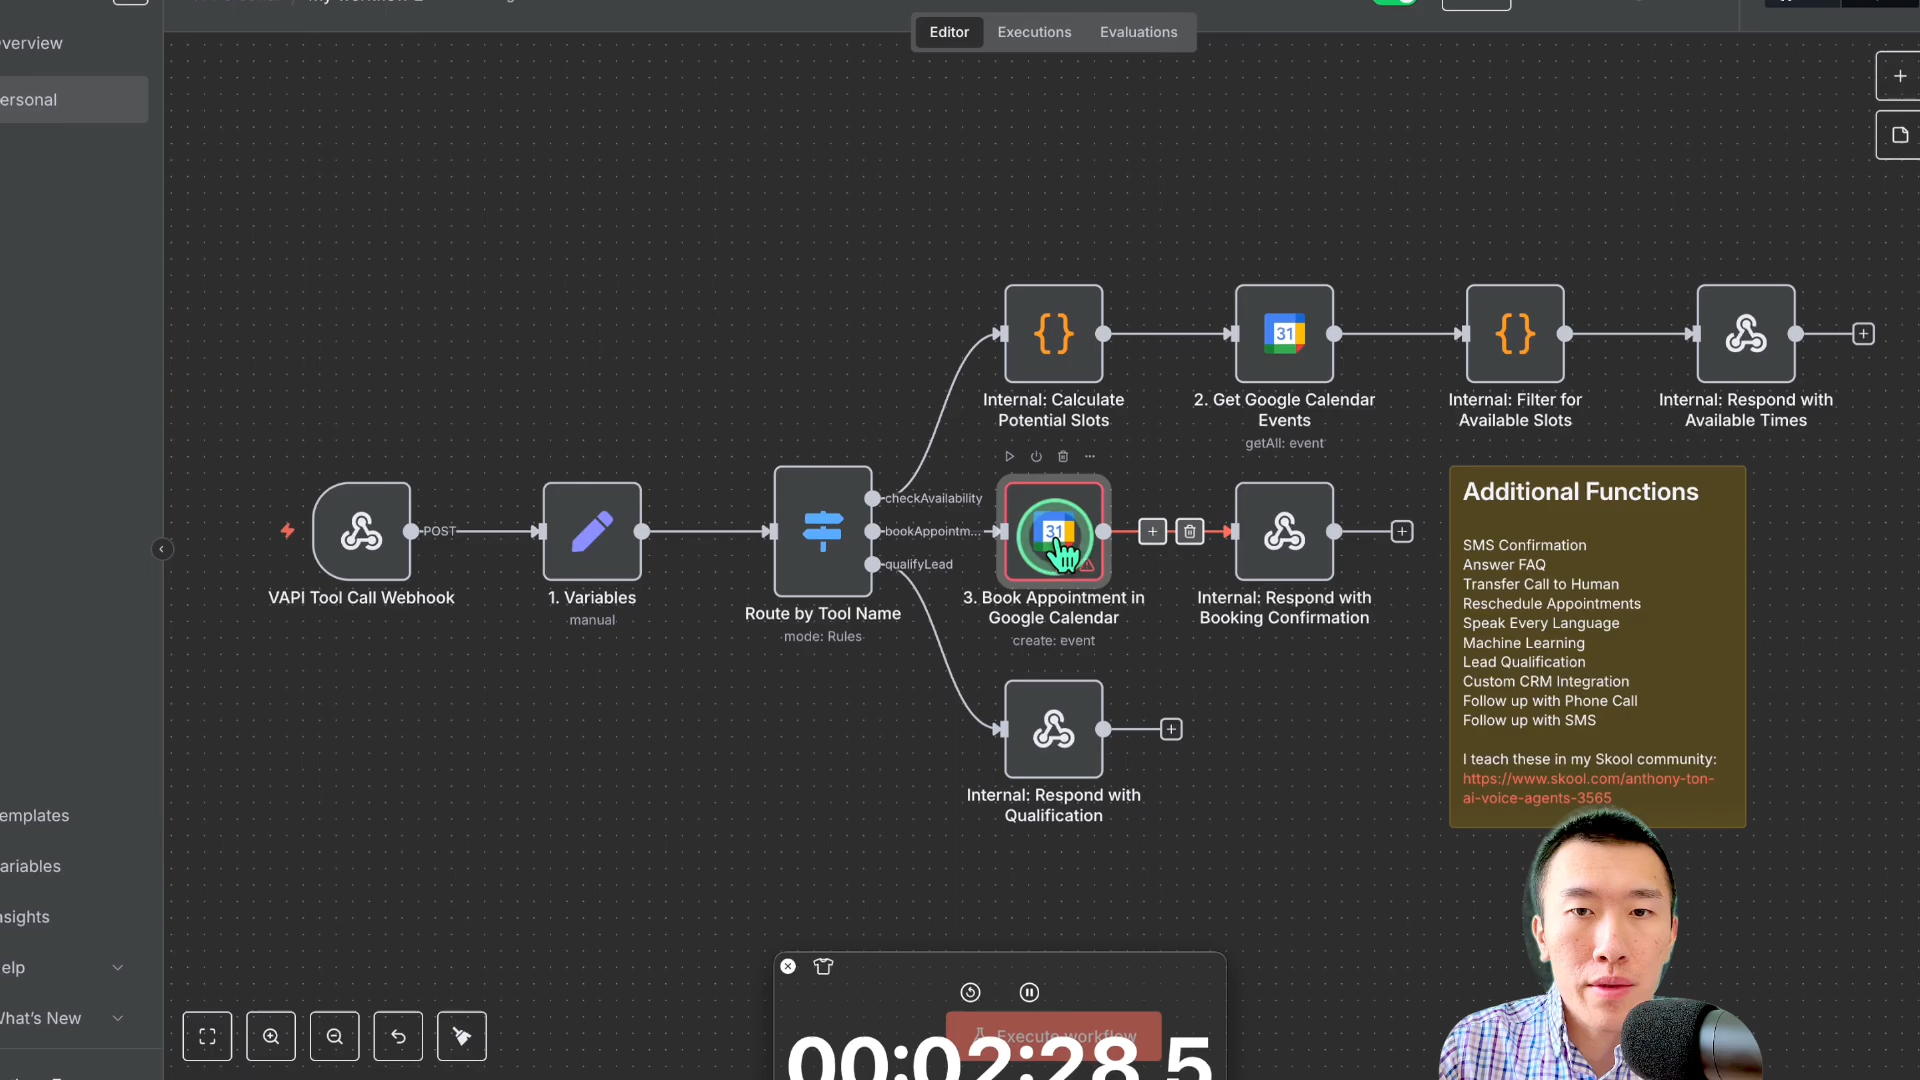 Editor
Executions
Evaluations
verview
ersonal
Internal: Calculate
Potential Slots
2. Get Google Calendar
Events
getAll: event
Internal: Filter for
Available Slots
Internal: Respond with
Available Times
31
VAPI Tool Call Webhook
POST
1. Variables
manual
Route by Tool Name
mode: Rules
checkAvailability
bookAppointm...
qualifyLead
31
3. Book Appointment in
Google Calendar
create: event
Internal: Respond with
Booking Confirmation
Internal: Respond with
Qualification
Additional Functions
SMS Confirmation
Answer FAQ
Transfer Call to Human
Reschedule Appointments
Speak Every Language
Machine Learning
Lead Qualification
Custom CRM Integration
Follow up with Phone Call
Follow up with SMS
I teach these in my Skool community:
https://www.skool.com/anthony-ton-
ai-voice-agents-3565
emplates
ariables
nsights
elp
What's New
Execute workflow
00:02:28.5